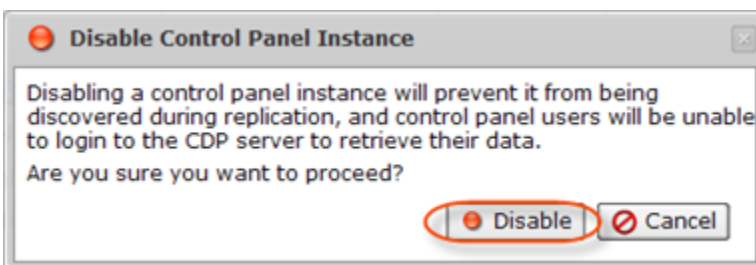 Disable Control Panel Instance
Disabling a control panel instance will prevent it from being
discovered during replication, and control panel users will be unable
to login to the CDP server to retrieve their data.
Are you sure you want to proceed?
Disable Cancel